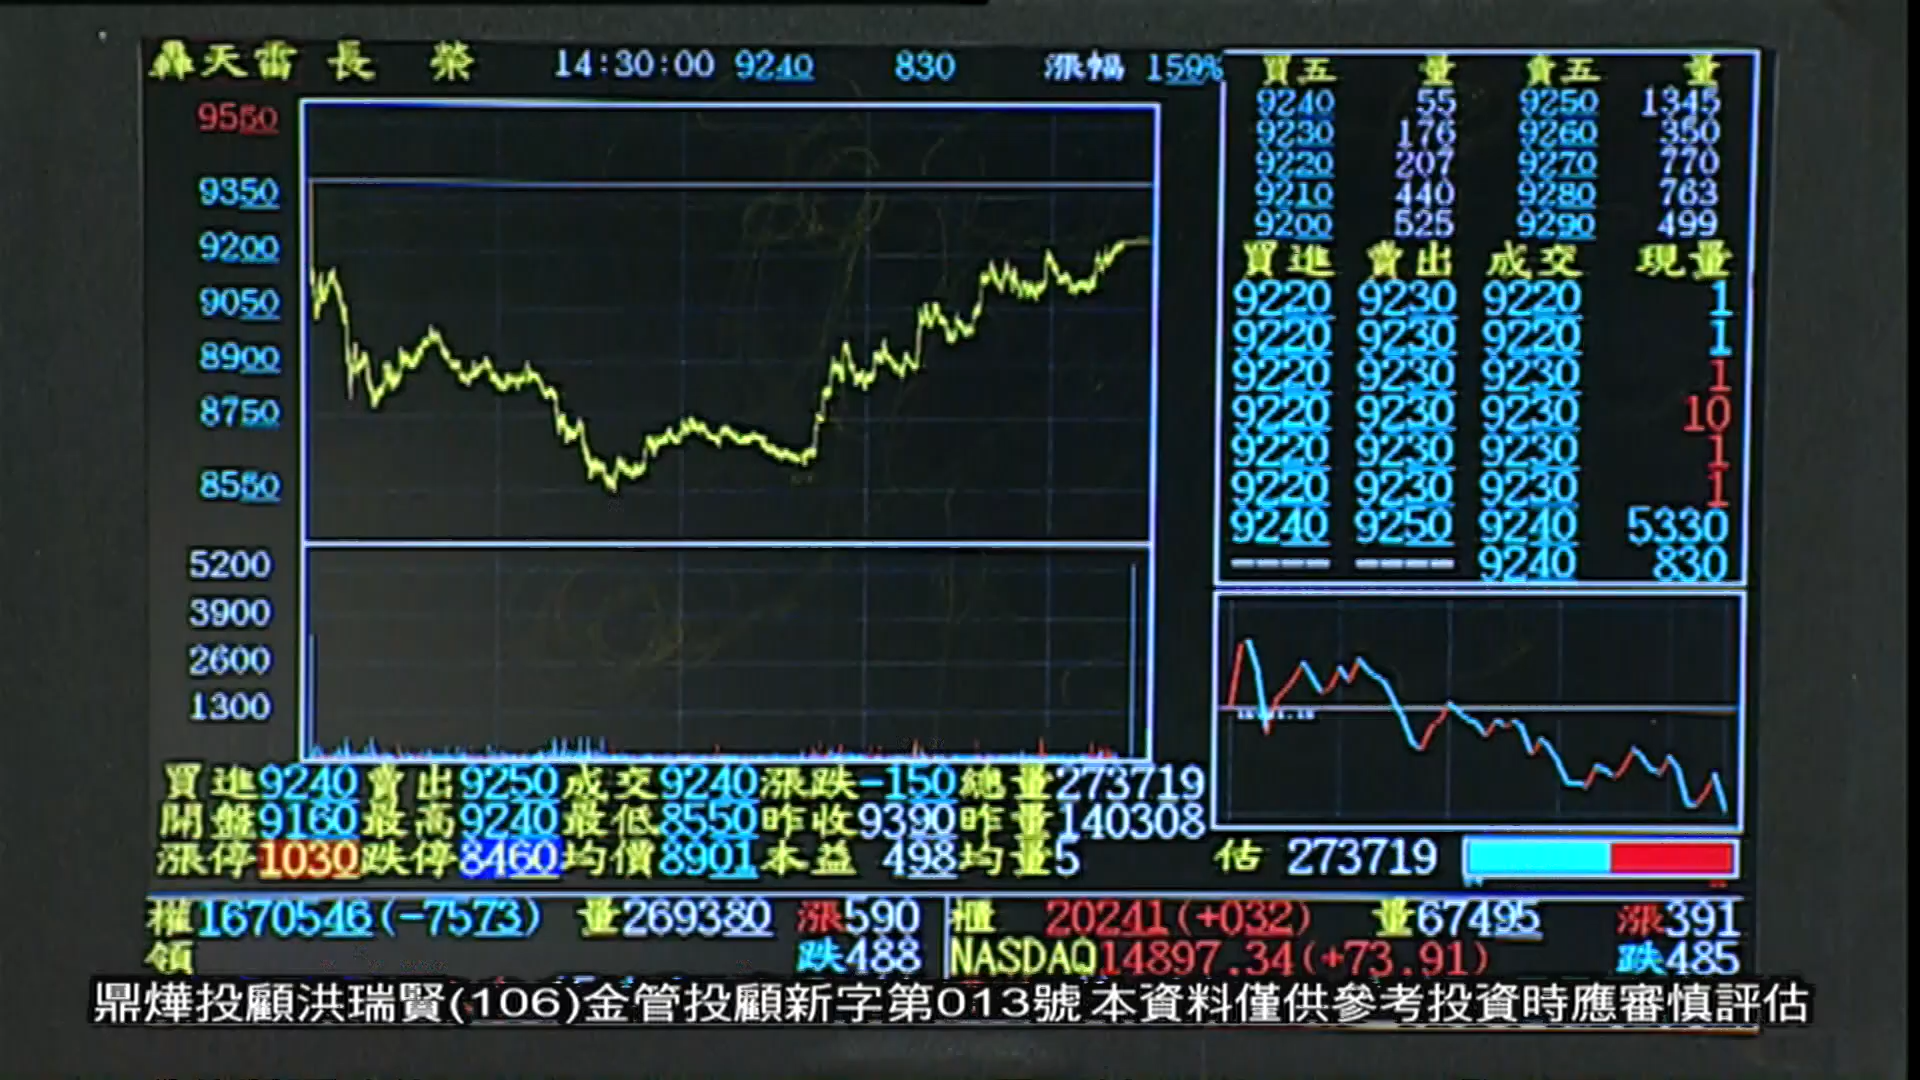 轟天雷 長 榮 14:30:00 9240 830 漲幅 159%
9550
9350
9200
9050
8900
8750
8550
5200
3900
2600
1300
買五 量 賣五 量
9240 55 9250 1345
9230 176 9260 350
9220 207 9270 770
9210 440 9280 763
9200 525 9290 499
買進 賣出 成交 現量
9220 9230 9220 1
9220 9230 9220 1
9220 9230 9230 1
9220 9230 9230 10
9220 9230 9230 1
9220 9230 9230 1
9240 9250 9240 5330
---- ---- 9240 830
買進9240賣出9250成交9240漲跌-150總量273719
開盤9160最高9240最低8550昨收9390昨量140308
漲停1030跌停8460均價8901本益 498均量5
估 273719
權1670546(-7573) 量269380 漲590
領 跌488
櫃 20241(+032) 量67495 漲391
NASDAQ14897.34(+73.91) 跌485
鼎燁投顧洪瑞賢(106)金管投顧新字第013號 本資料僅供參考投資時應審慎評估